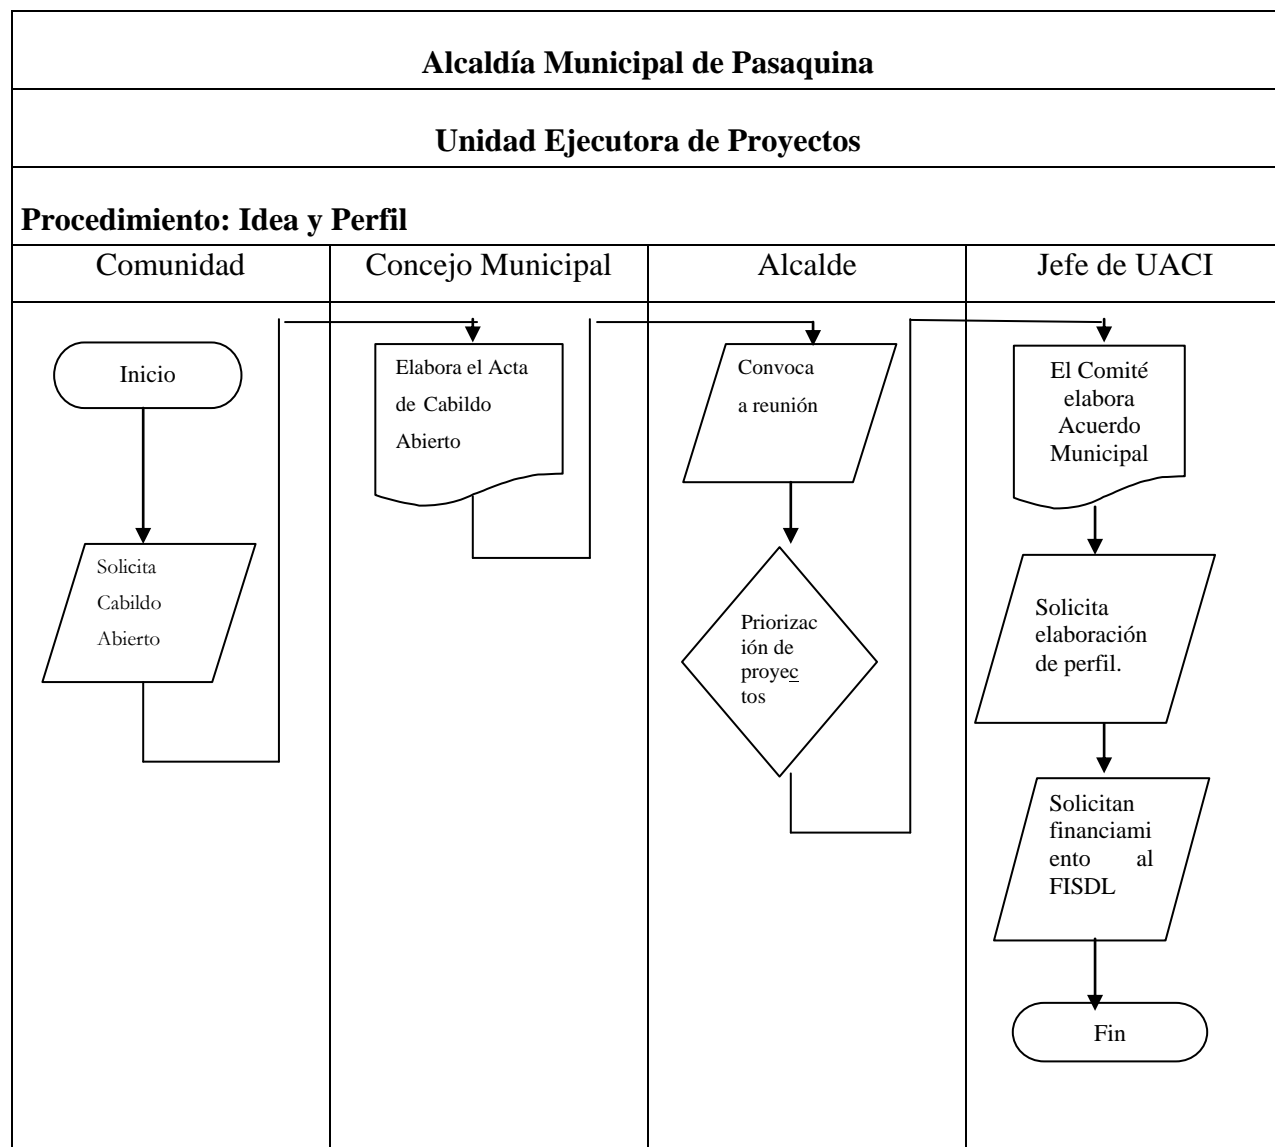 Alcaldía Municipal de Pasaquina
Unidad Ejecutora de Proyectos
Procedimiento: Idea y Perfil
Comunidad
Concejo Municipal
Alcalde
Jefe de UACI
Inicio
Solicita
Cabildo
Abierto
Elabora el Acta
de Cabildo
Abierto
Convoca
a reunión
Priorizac
ión de
proyec
tos
El Comité
elabora
Acuerdo
Municipal
Solicita
elaboración
de perfil.
Solicitan
financiami
ento al
FISDL
Fin